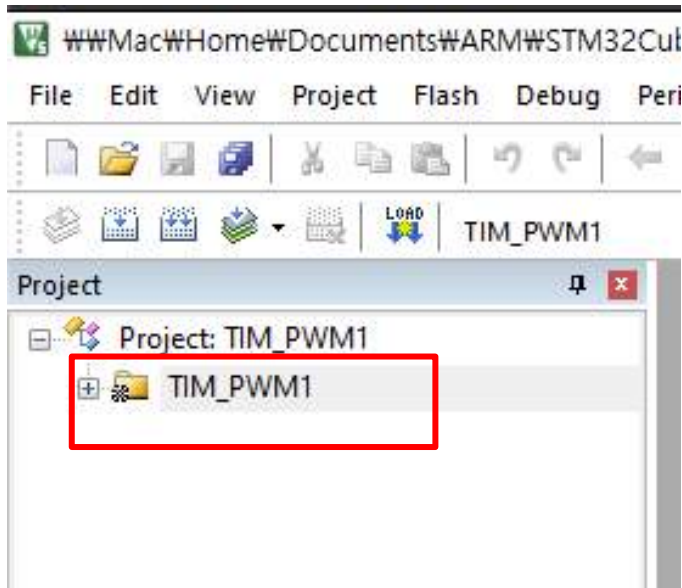 ₩₩Mac₩Home₩Documents₩ARM₩STM32Cub
File Edit View Project Flash Debug Peri
LOAD TIM_PWM1
Project
Project: TIM_PWM1
TIM_PWM1